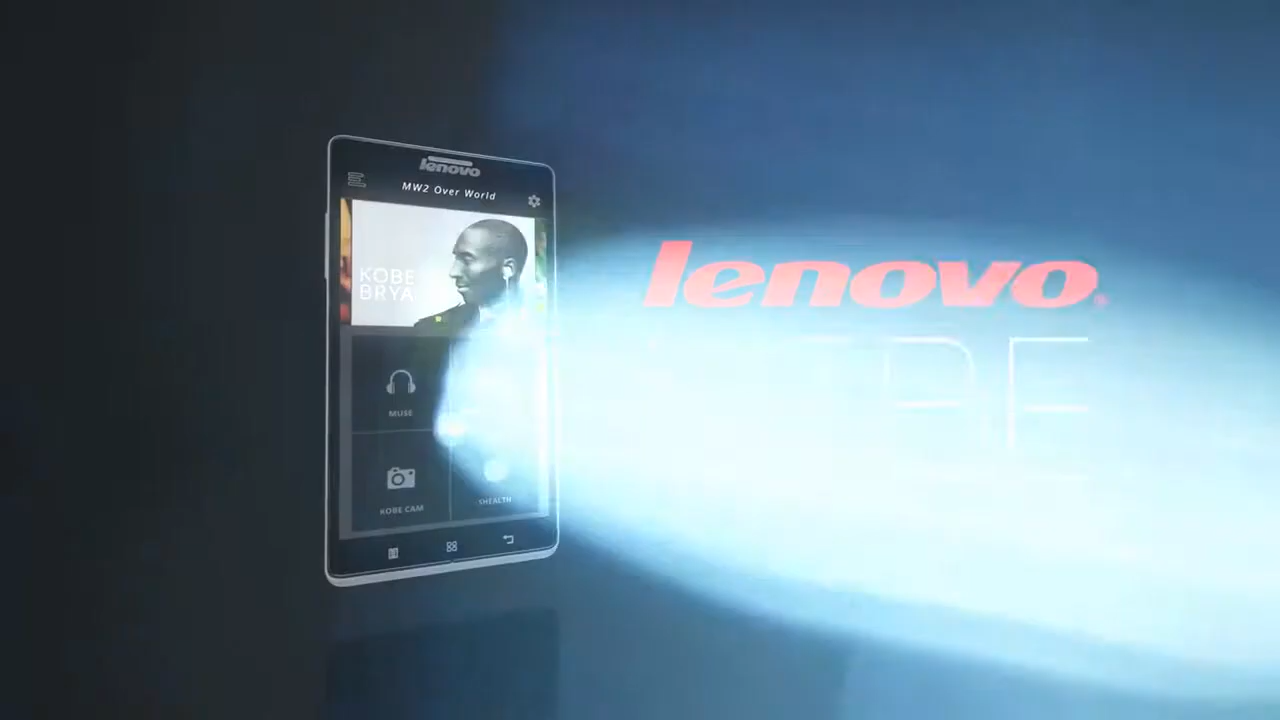 lenovo
MW2 Over World
KOBE
BRYA
MUSE
KOBE CAM
SHEALTH
lenovo